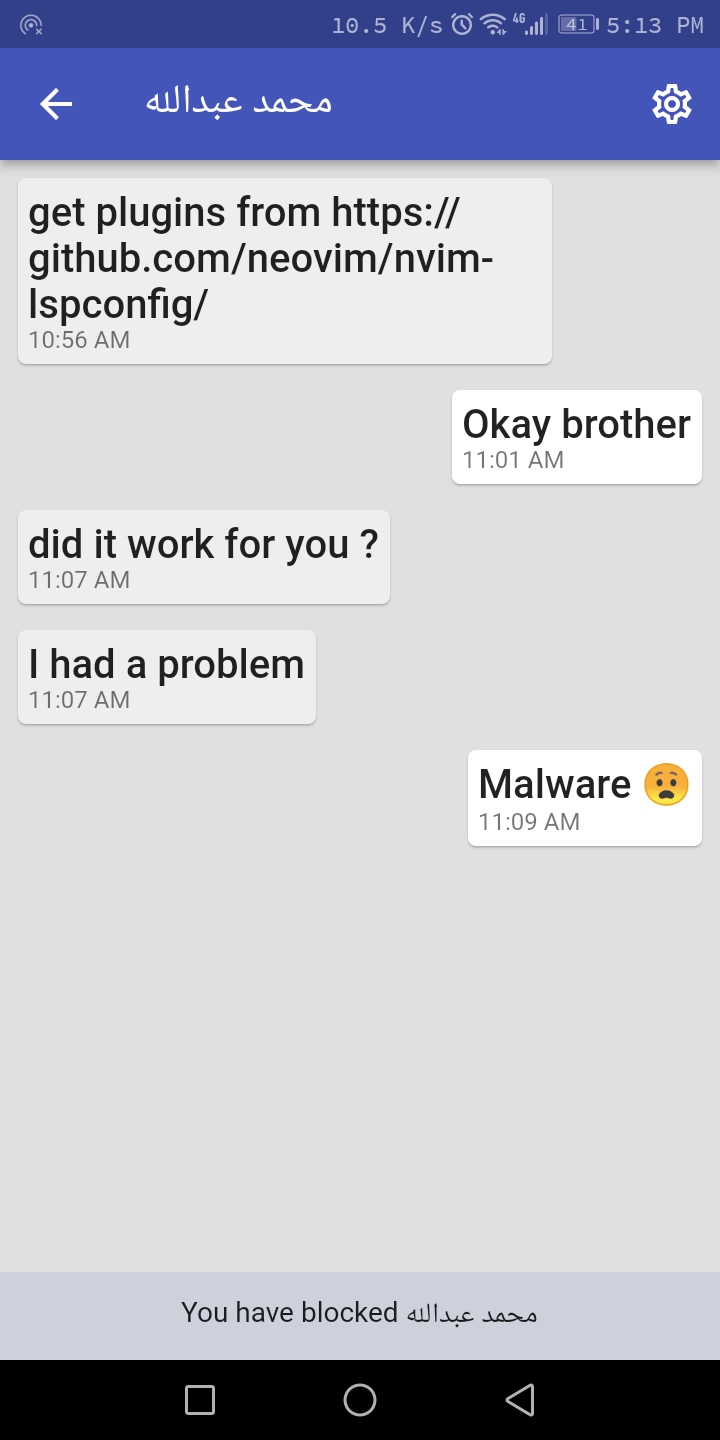 10.5 K/s 4G 41 5:13 PM
محمد عبدالله
get plugins from https://
github.com/neovim/nvim-
lspconfig/
10:56 AM
Okay brother
11:01 AM
did it work for you ?
11:07 AM
I had a problem
11:07 AM
Malware 😧
11:09 AM
You have blocked محمد عبدالله